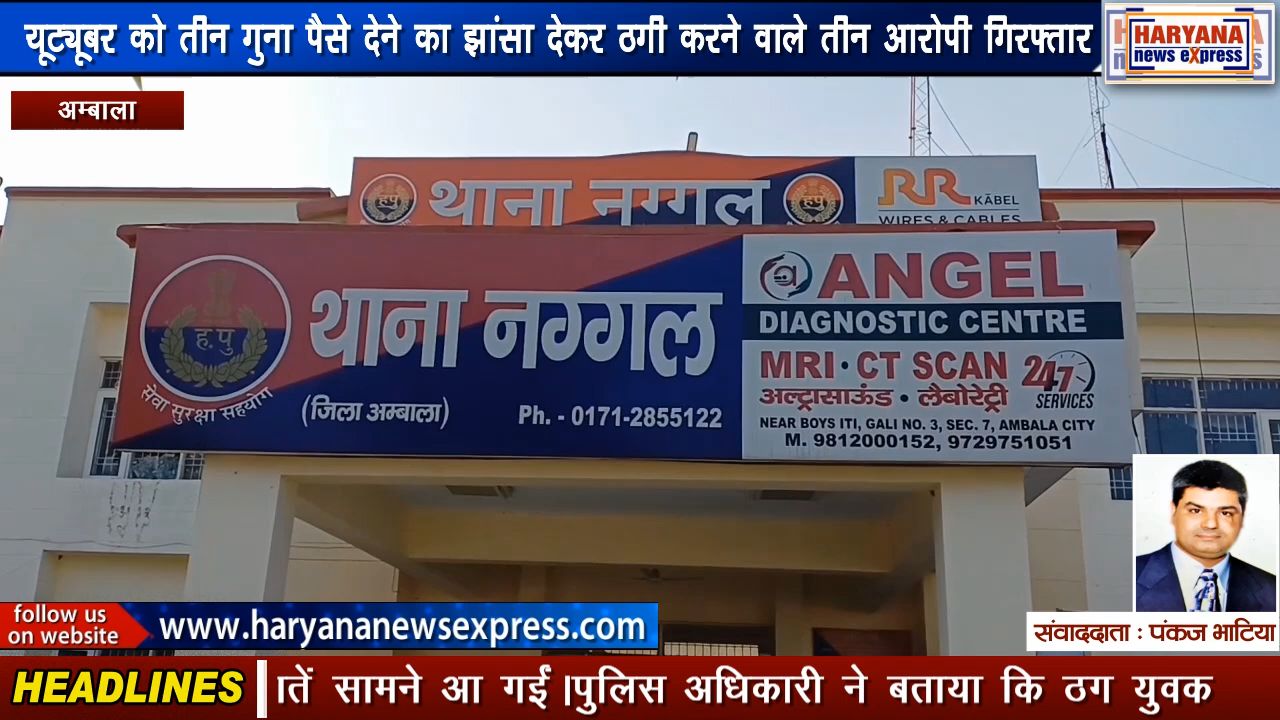 यूट्यूबर को तीन गुना पैसे देने का झांसा देकर ठगी करने वाले तीन आरोपी गिरफ्तार
HARYANA
news eXpress
अम्बाला
ह.पु
थाना नग्गल
RR
KĀBEL
WIRES & CABLES
ह.पु
सेवा सुरक्षा सहयोग
थाना नग्गल
(जिला अम्बाला)
Ph. - 0171-2855122
ANGEL
DIAGNOSTIC CENTRE
MRI · CT SCAN
अल्ट्रासाऊंड · लैबोरेट्री
247
SERVICES
NEAR BOYS ITI, GALI NO. 3, SEC. 7, AMBALA CITY
M. 9812000152, 9729751051
follow us
on website
www.haryananewsexpress.com
संवाददाता : पंकज भाटिया
HEADLINES
ातें सामने आ गईं।पुलिस अधिकारी ने बताया कि ठग युवक